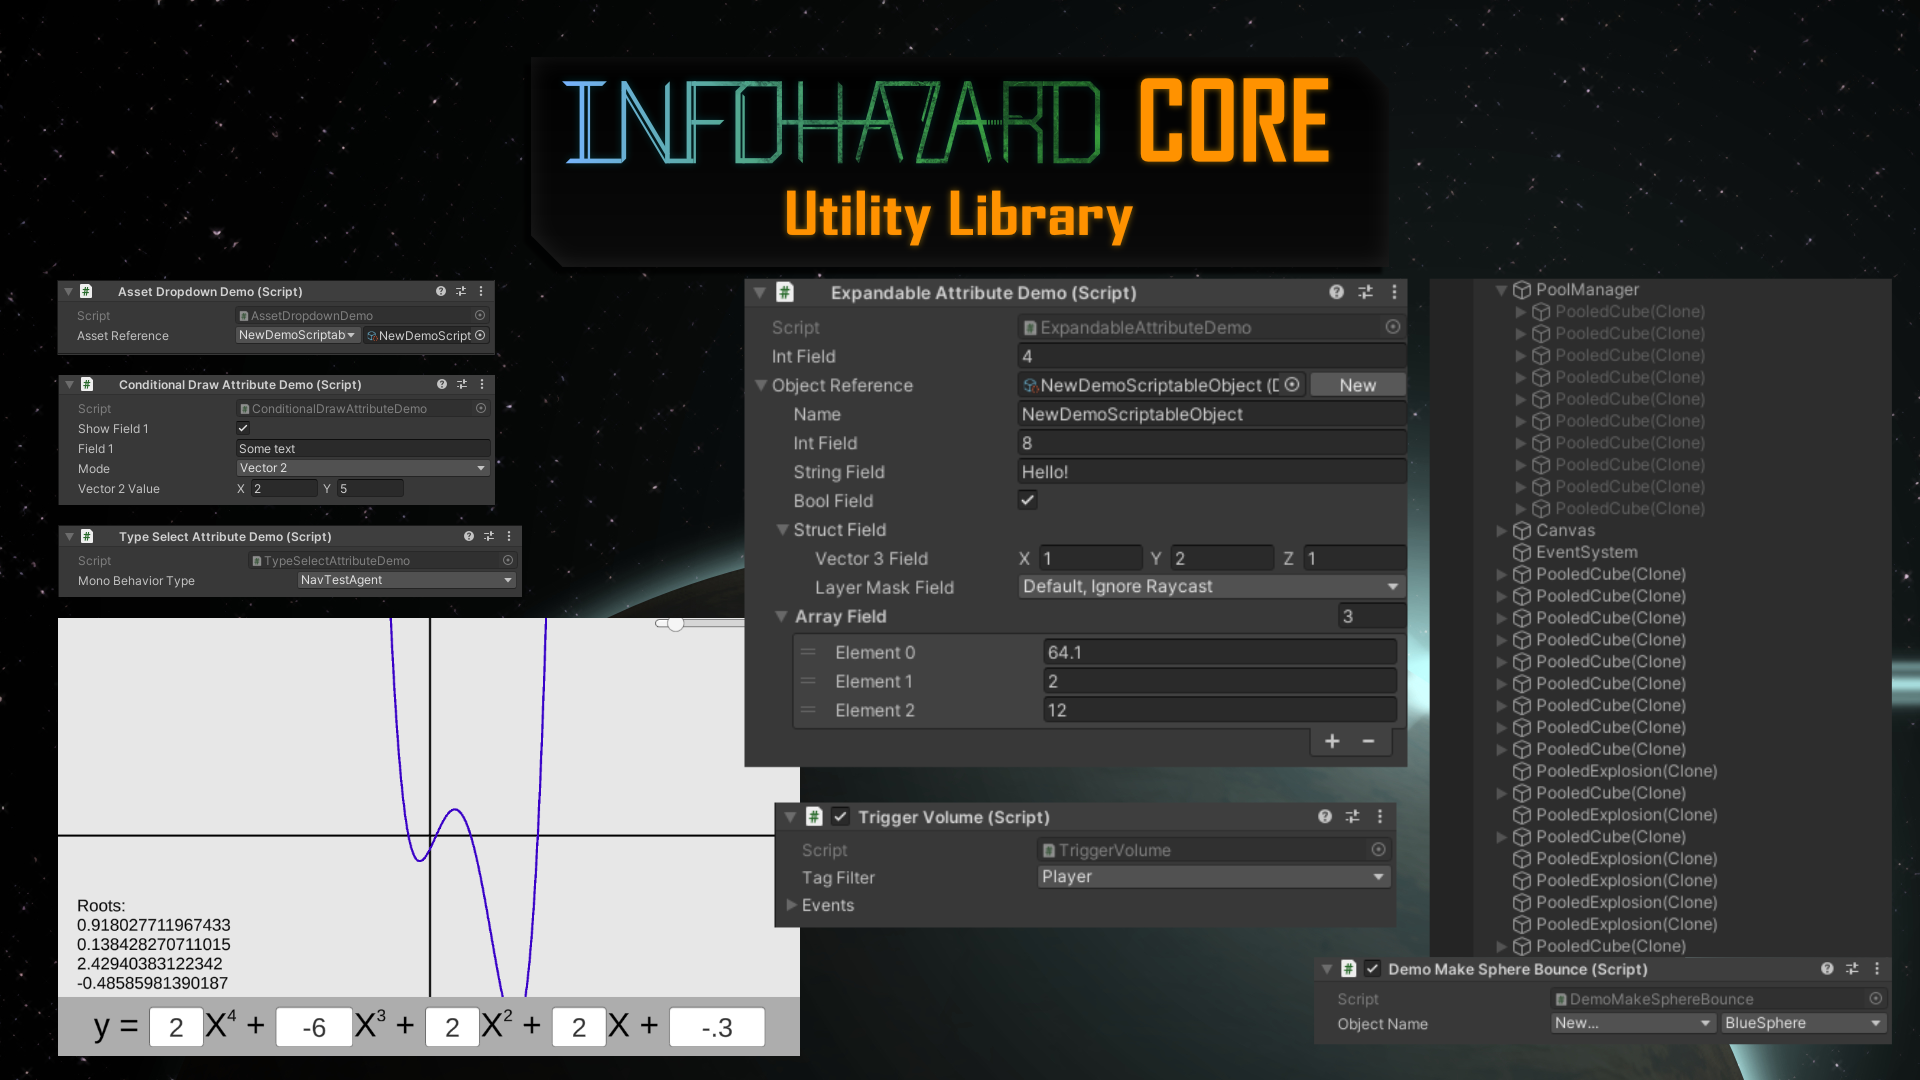 INFOHAZARD CORE
Utility Library
Asset Dropdown Demo (Script)
Script AssetDropdownDemo
Asset Reference NewDemoScriptab NewDemoScript
Conditional Draw Attribute Demo (Script)
Script ConditionalDrawAttributeDemo
Show Field 1
Field 1 Some text
Mode Vector 2
Vector 2 Value X 2 Y 5
Type Select Attribute Demo (Script)
Script TypeSelectAttributeDemo
Mono Behavior Type NavTestAgent
Roots:
0.918027711967433
0.138428270711015
2.42940383122342
-0.48585981390187
y = 2 X⁴ + -6 X³ + 2 X² + 2 X + -.3
Expandable Attribute Demo (Script)
Script ExpandableAttributeDemo
Int Field 4
Object Reference NewDemoScriptableObject (D New
Name NewDemoScriptableObject
Int Field 8
String Field Hello!
Bool Field
Struct Field
Vector 3 Field X 1 Y 2 Z 1
Layer Mask Field Default, Ignore Raycast
Array Field 3
Element 0 64.1
Element 1 2
Element 2 12
+ −
Trigger Volume (Script)
Script TriggerVolume
Tag Filter Player
Events
PoolManager
PooledCube(Clone)
PooledCube(Clone)
PooledCube(Clone)
PooledCube(Clone)
PooledCube(Clone)
PooledCube(Clone)
PooledCube(Clone)
PooledCube(Clone)
PooledCube(Clone)
PooledCube(Clone)
Canvas
EventSystem
PooledCube(Clone)
PooledCube(Clone)
PooledCube(Clone)
PooledCube(Clone)
PooledCube(Clone)
PooledCube(Clone)
PooledCube(Clone)
PooledCube(Clone)
PooledCube(Clone)
PooledExplosion(Clone)
PooledCube(Clone)
PooledExplosion(Clone)
PooledCube(Clone)
PooledExplosion(Clone)
PooledExplosion(Clone)
PooledExplosion(Clone)
PooledExplosion(Clone)
PooledCube(Clone)
Demo Make Sphere Bounce (Script)
Script DemoMakeSphereBounce
Object Name New... BlueSphere